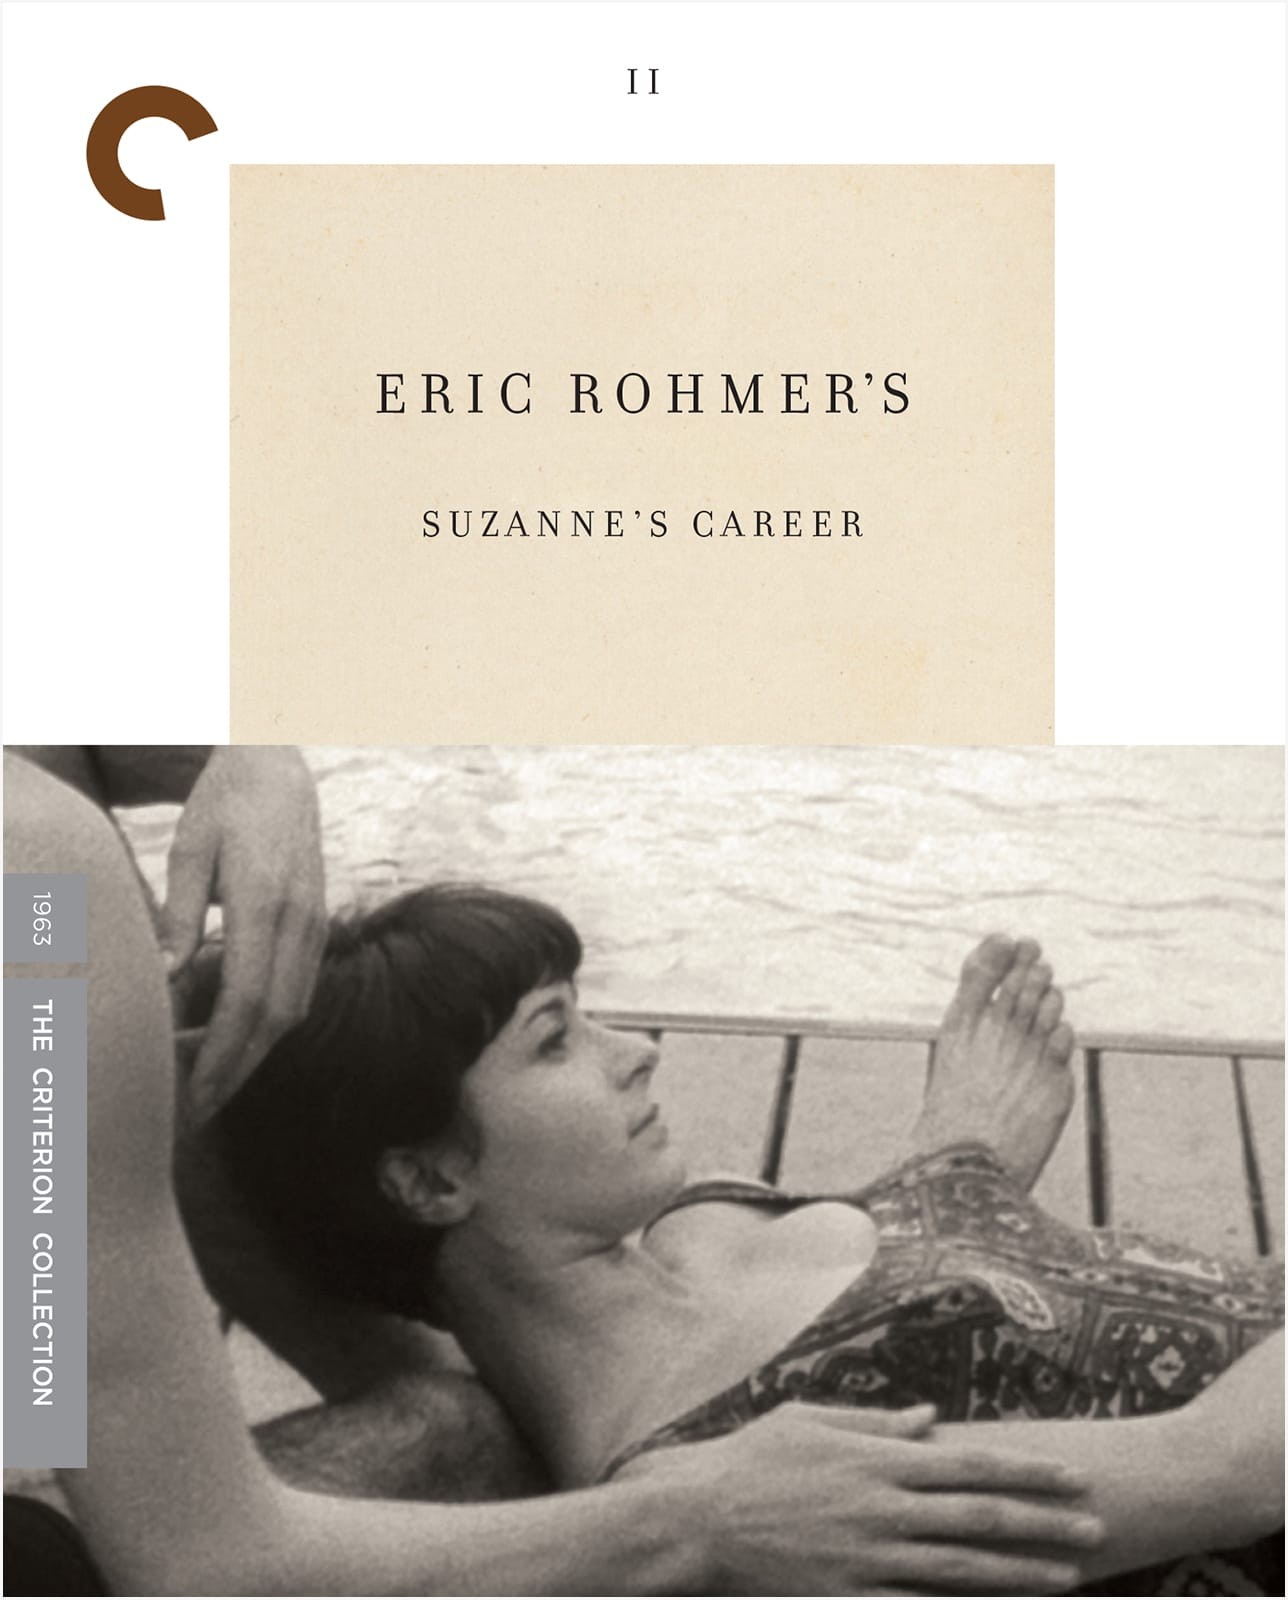 II
ERIC ROHMER’S
SUZANNE’S CAREER
1963
THE CRITERION COLLECTION